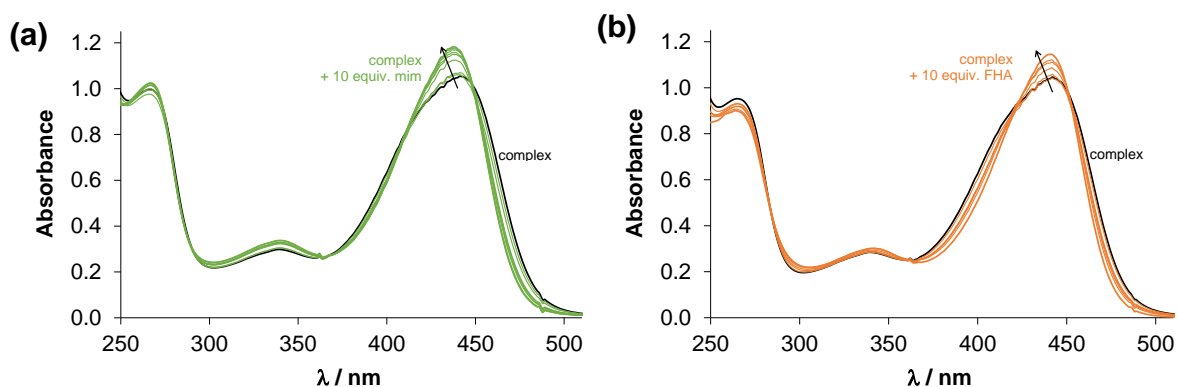 (a)
Absorbance
1.2
1.0
0.8
0.6
0.4
0.2
0.0
complex
+ 10 equiv. mim
complex
250 300 350 400 450 500
λ / nm
(b)
Absorbance
1.2
1.0
0.8
0.6
0.4
0.2
0.0
complex
+ 10 equiv. FHA
complex
250 300 350 400 450 500
λ / nm